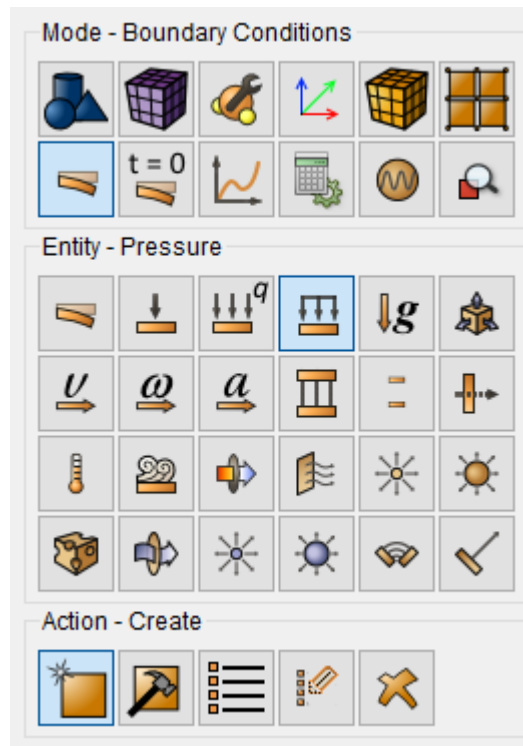 Mode - Boundary Conditions
t = 0
Entity - Pressure
q
g
υ ω a
Action - Create